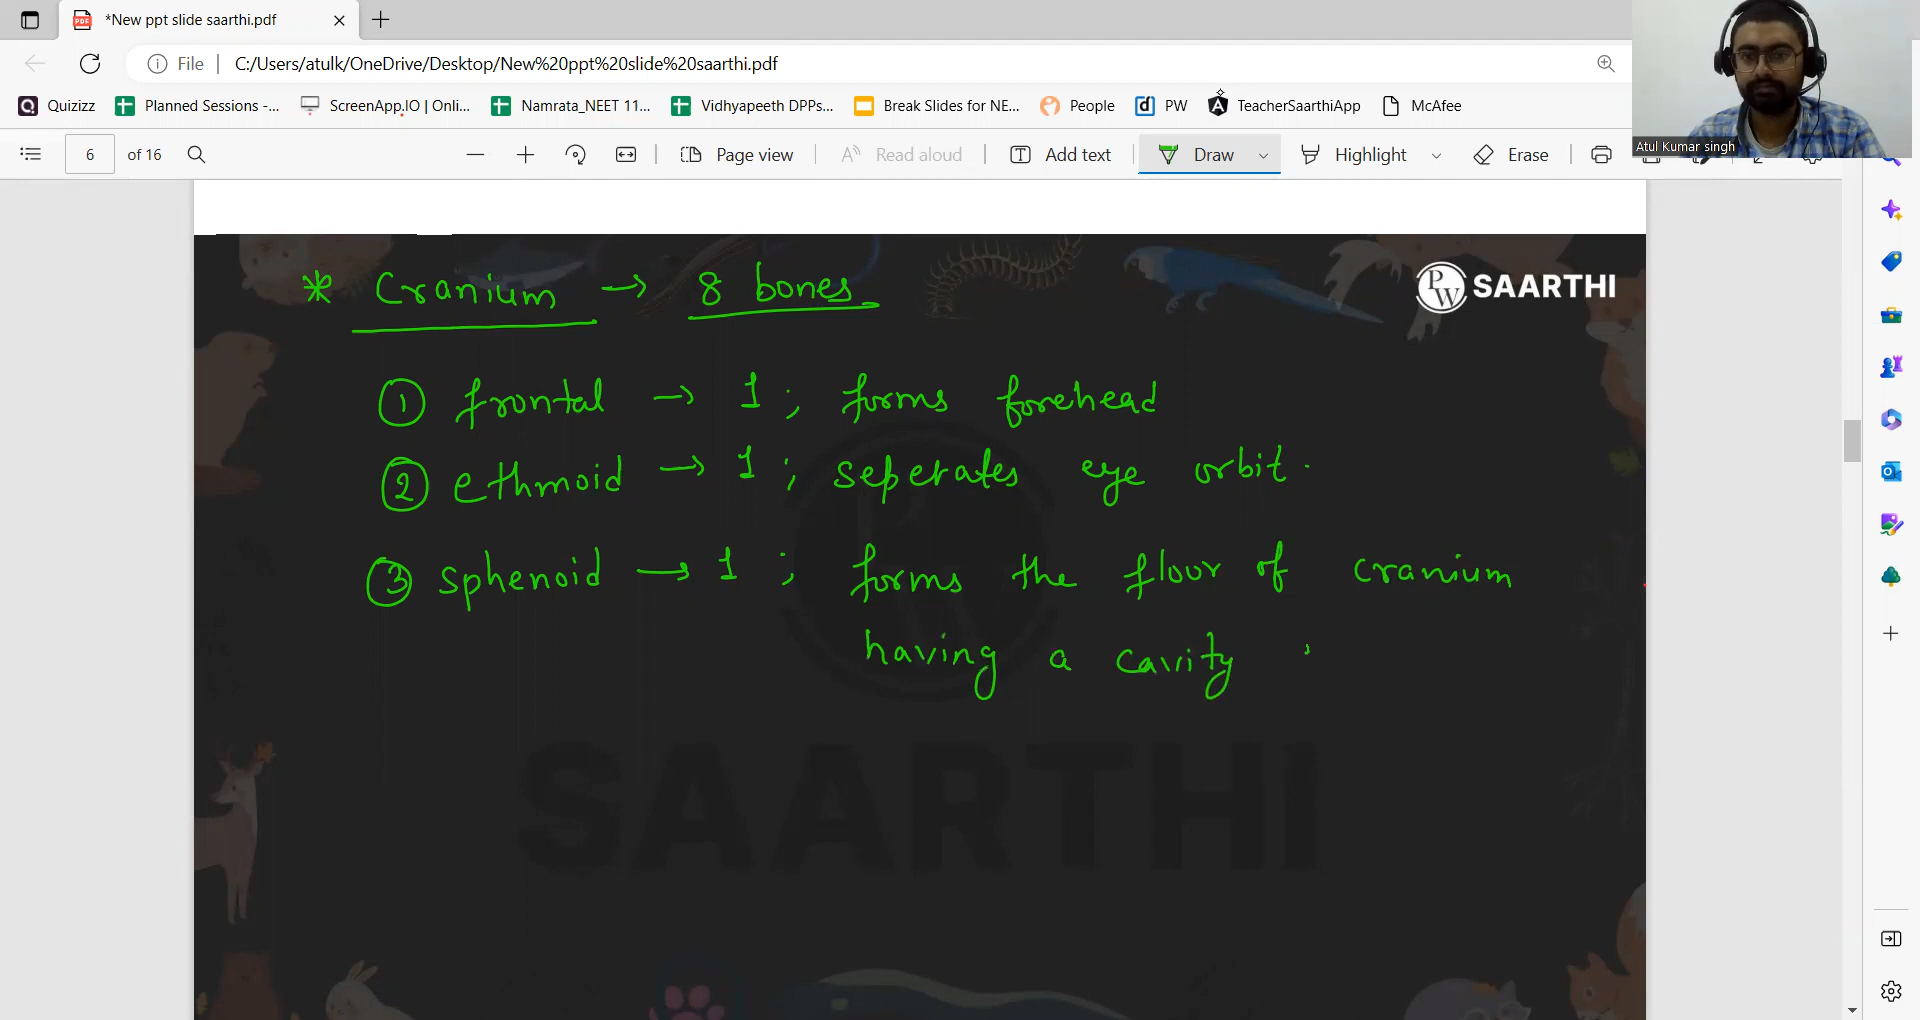 *New ppt slide saarthi.pdf
File
C:/Users/atulk/OneDrive/Desktop/New%20ppt%20slide%20saarthi.pdf
Quizizz Planned Sessions -... ScreenApp.IO | Onli... Namrata_NEET 11... Vidhyapeeth DPPs... Break Slides for NE... People PW TeacherSaarthiApp McAfee
Atul Kumar singh
6 of 16 Page view Read aloud Add text Draw Highlight Erase
* Cranium → 8 bones
PW SAARTHI
① frontal → 1 ; forms forehead
② ethmoid → 1 ; seperates eye orbit.
③ sphenoid → 1 ; forms the floor of cranium
having a cavity
SAARTHI